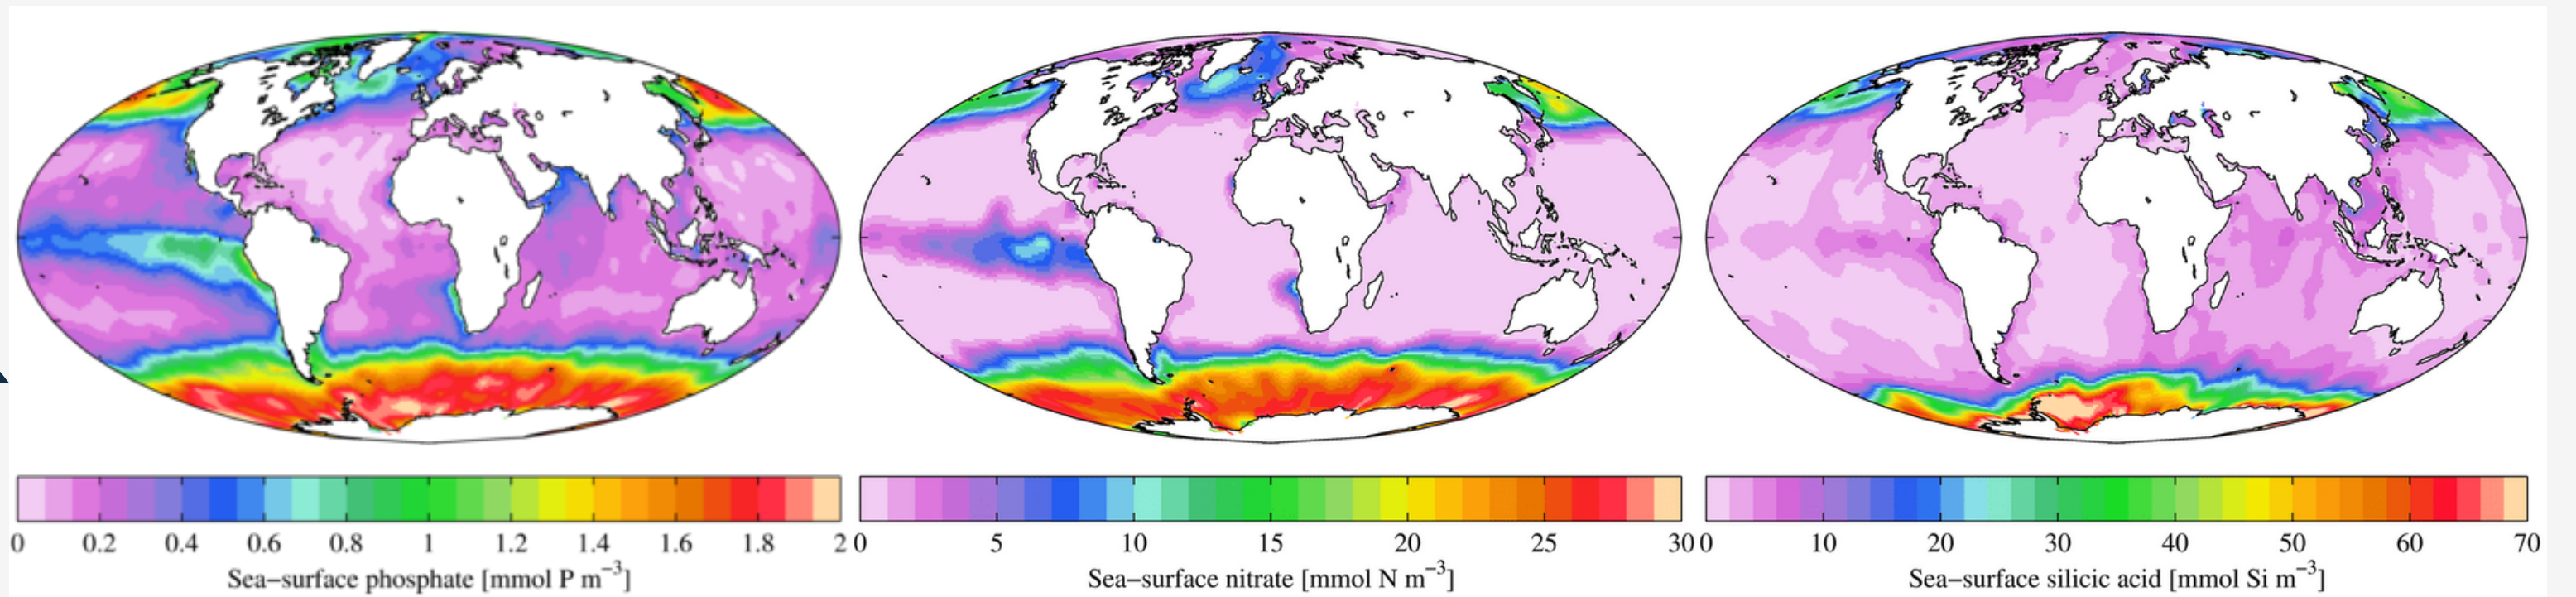 0 0.2 0.4 0.6 0.8 1 1.2 1.4 1.6 1.8 2
Sea−surface phosphate [mmol P m⁻³]
0 5 10 15 20 25 30
Sea−surface nitrate [mmol N m⁻³]
0 10 20 30 40 50 60 70
Sea−surface silicic acid [mmol Si m⁻³]